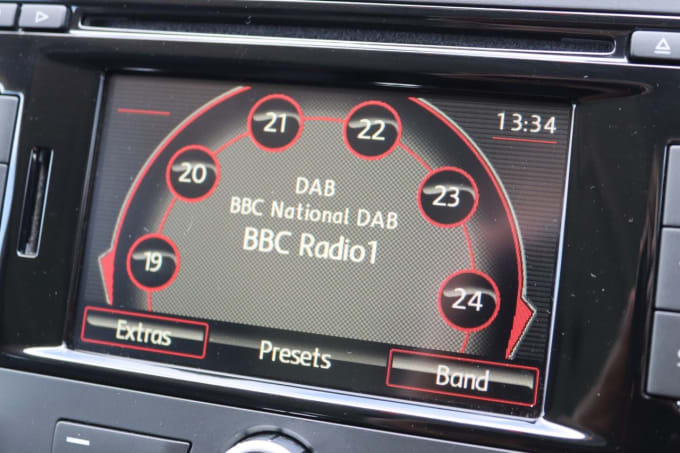 13:34
21
22
20
23
DAB
BBC National DAB
BBC Radio1
19
24
Extras
Presets
Band